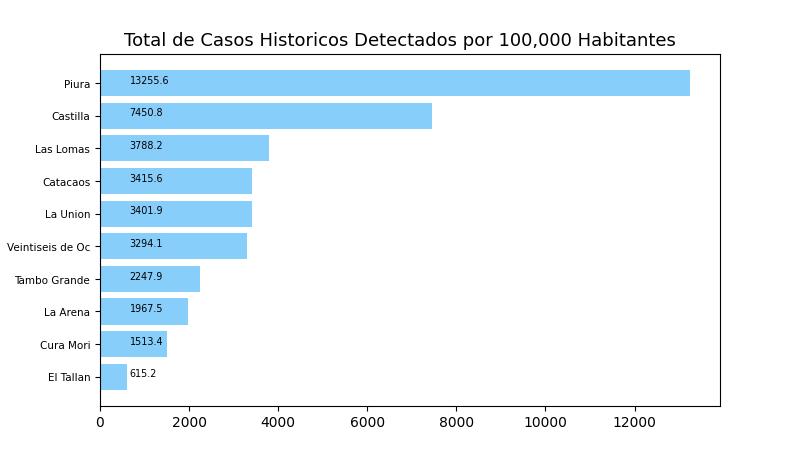 Total de Casos Historicos Detectados por 100,000 Habitantes
Piura 13255.6
Castilla 7450.8
Las Lomas 3788.2
Catacaos 3415.6
La Union 3401.9
Veintiseis de Oc 3294.1
Tambo Grande 2247.9
La Arena 1967.5
Cura Mori 1513.4
El Tallan 615.2
0 2000 4000 6000 8000 10000 12000